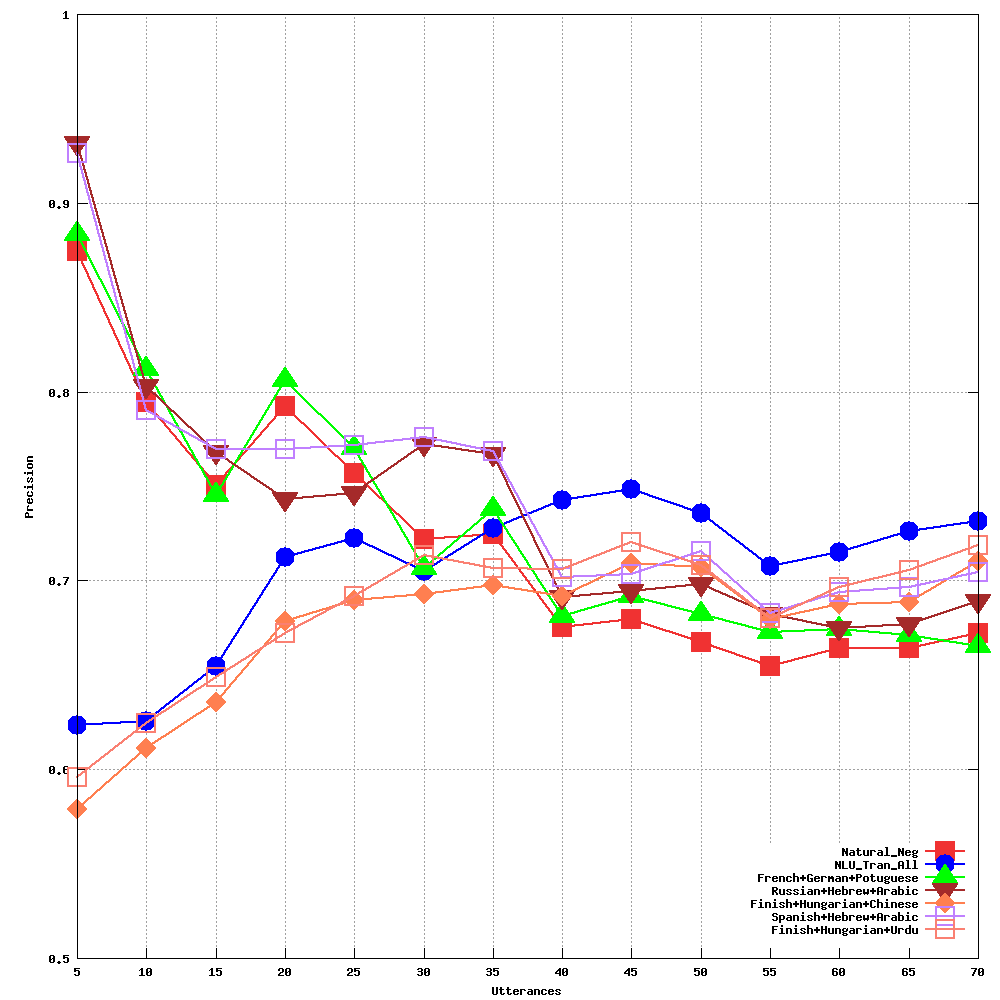 1
0.9
0.8
0.7
0.6
0.5
Precision
5 10 15 20 25 30 35 40 45 50 55 60 65 70
Utterances
Natural_Neg
NLU_Tran_All
French+German+Potuguese
Russian+Hebrew+Arabic
Finish+Hungarian+Chinese
Spanish+Hebrew+Arabic
Finish+Hungarian+Urdu